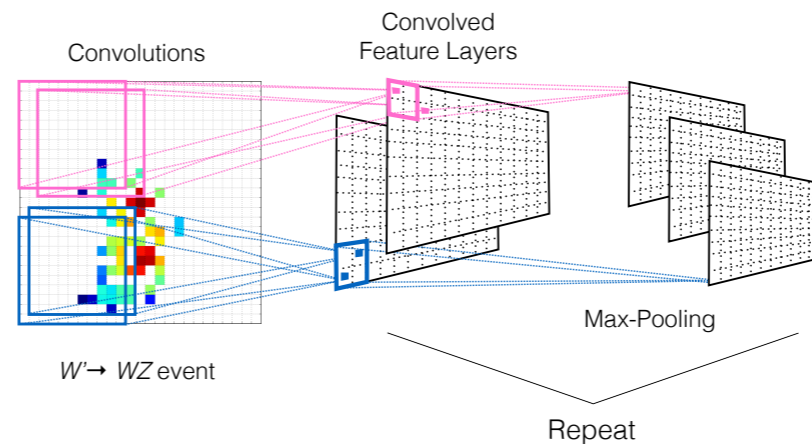 Convolutions
Convolved
Feature Layers
Max-Pooling
W'→ WZ event
Repeat